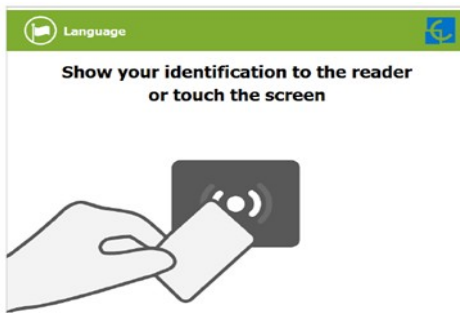 Language
Show your identification to the reader
or touch the screen